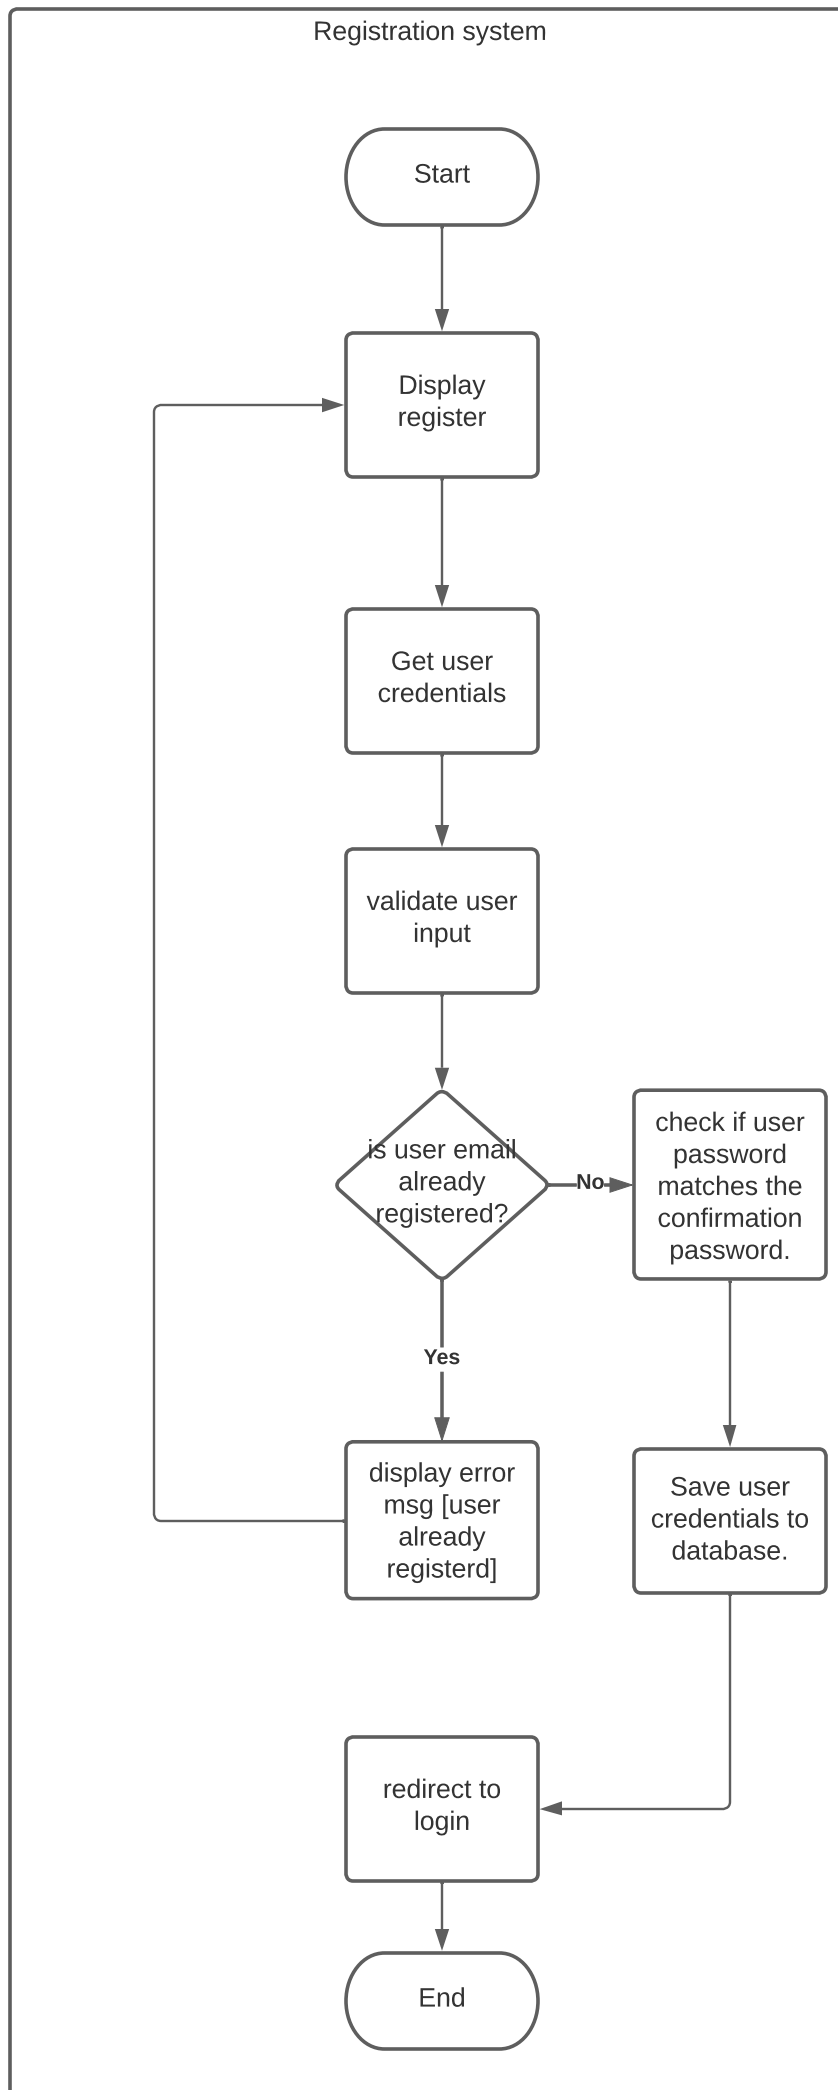 Registration system
Start
Display
register
Get user
credentials
validate user
input
is user email
already
registered?
No
check if user
password
matches the
confirmation
password.
Yes
display error
msg [user
already
registerd]
Save user
credentials to
database.
redirect to
login
End